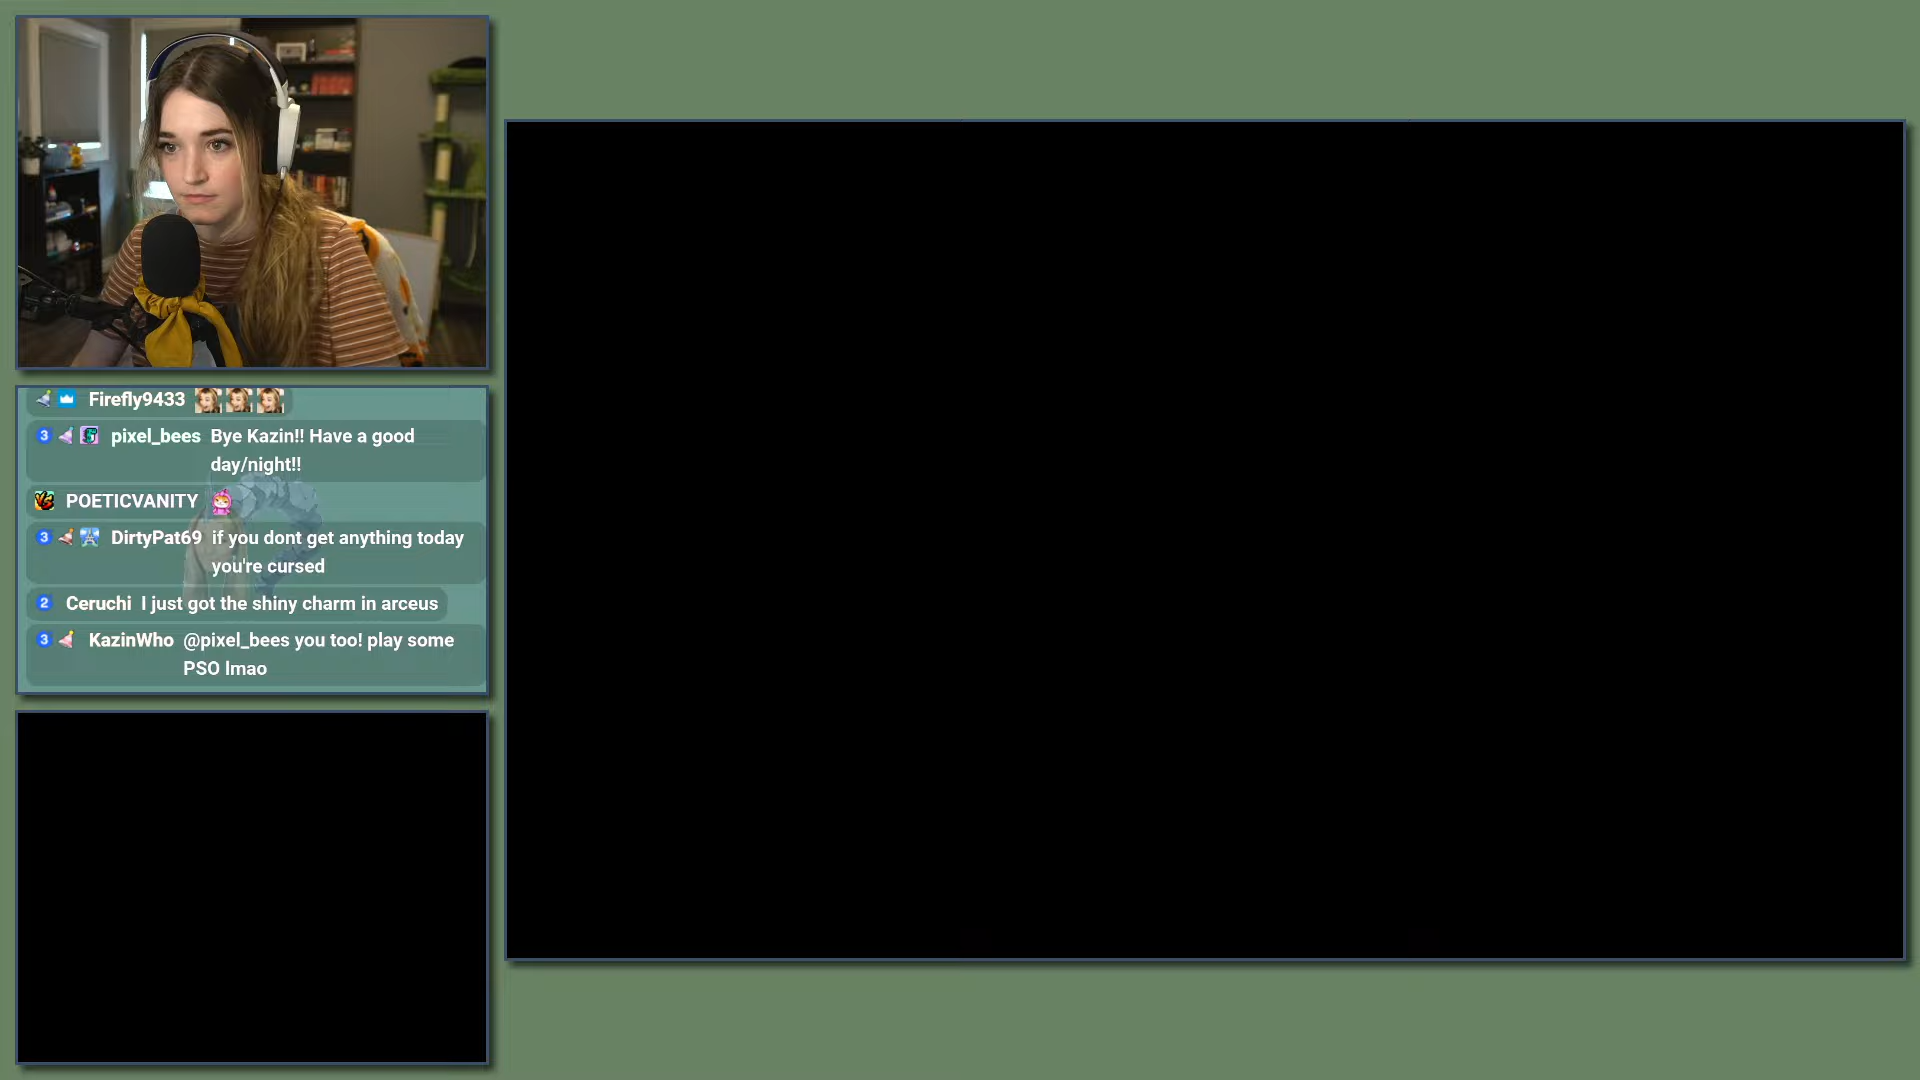 Firefly9433
3 pixel_bees Bye Kazin!! Have a good
day/night!!
VS POETICVANITY
3 DirtyPat69 if you dont get anything today
you're cursed
2 Ceruchi I just got the shiny charm in arceus
3 KazinWho @pixel_bees you too! play some
PSO lmao